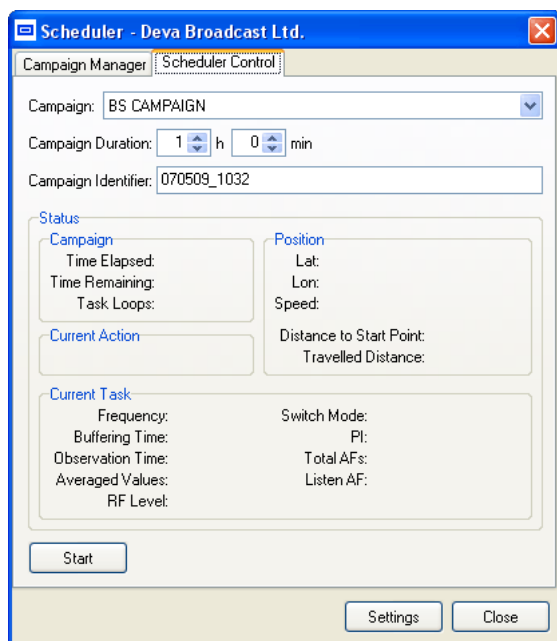 Scheduler - Deva Broadcast Ltd.
Campaign Manager Scheduler Control
Campaign: BS CAMPAIGN
Campaign Duration: 1 h 0 min
Campaign Identifier: 070509_1032
Status
Campaign
Time Elapsed:
Time Remaining:
Task Loops:
Position
Lat:
Lon:
Speed:
Distance to Start Point:
Travelled Distance:
Current Action
Current Task
Frequency:
Buffering Time:
Observation Time:
Averaged Values:
RF Level:
Switch Mode:
PI:
Total AFs:
Listen AF:
Start
Settings Close